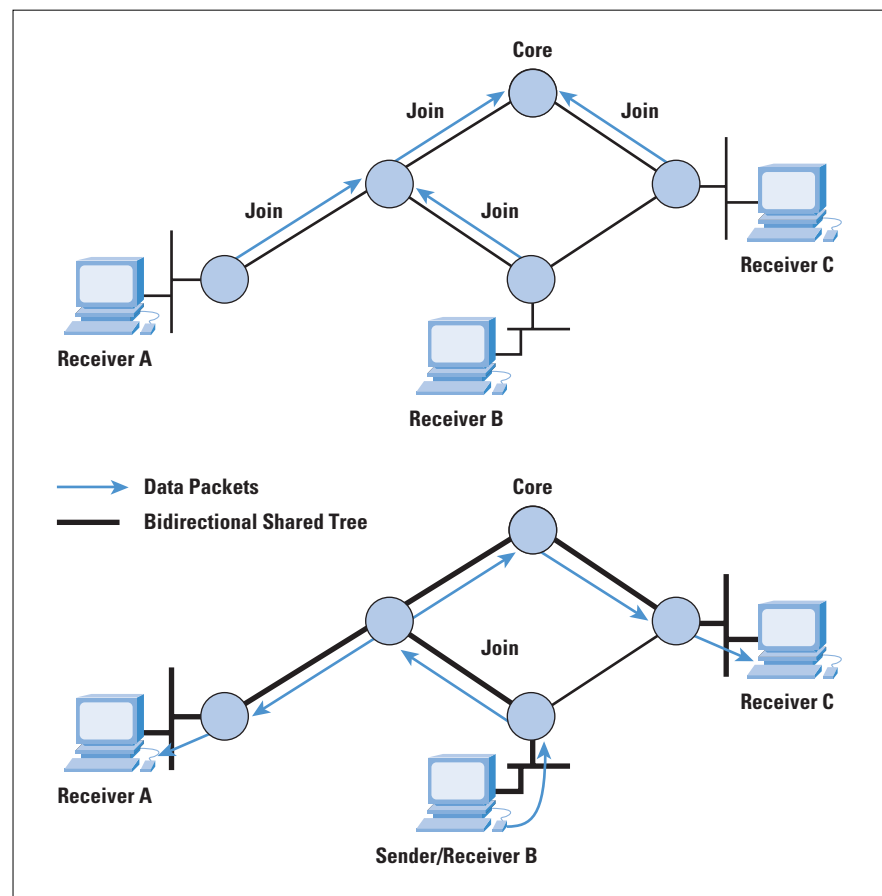 Core
Join
Join
Join
Join
Receiver C
Receiver A
Receiver B
Data Packets
Core
Bidirectional Shared Tree
Join
Receiver C
Receiver A
Sender/Receiver B